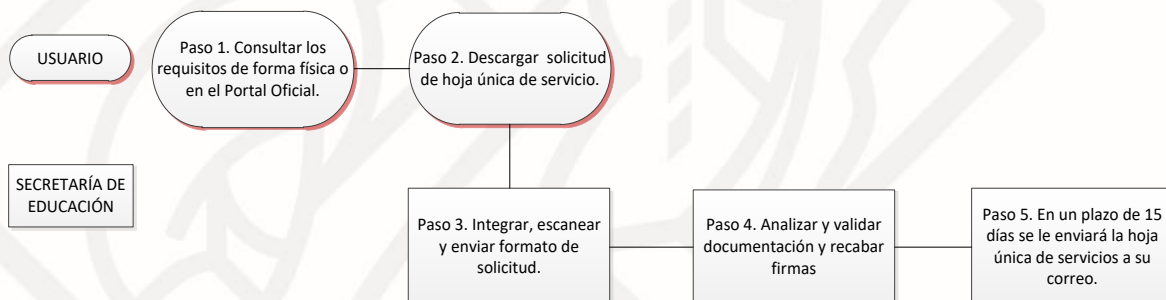 USUARIO
Paso 1. Consultar los
requisitos de forma física o
en el Portal Oficial.
Paso 2. Descargar solicitud
de hoja única de servicio.
SECRETARÍA DE
EDUCACIÓN
Paso 3. Integrar, escanear
y enviar formato de
solicitud.
Paso 4. Analizar y validar
documentación y recabar
firmas
Paso 5. En un plazo de 15
días se le enviará la hoja
única de servicios a su
correo.